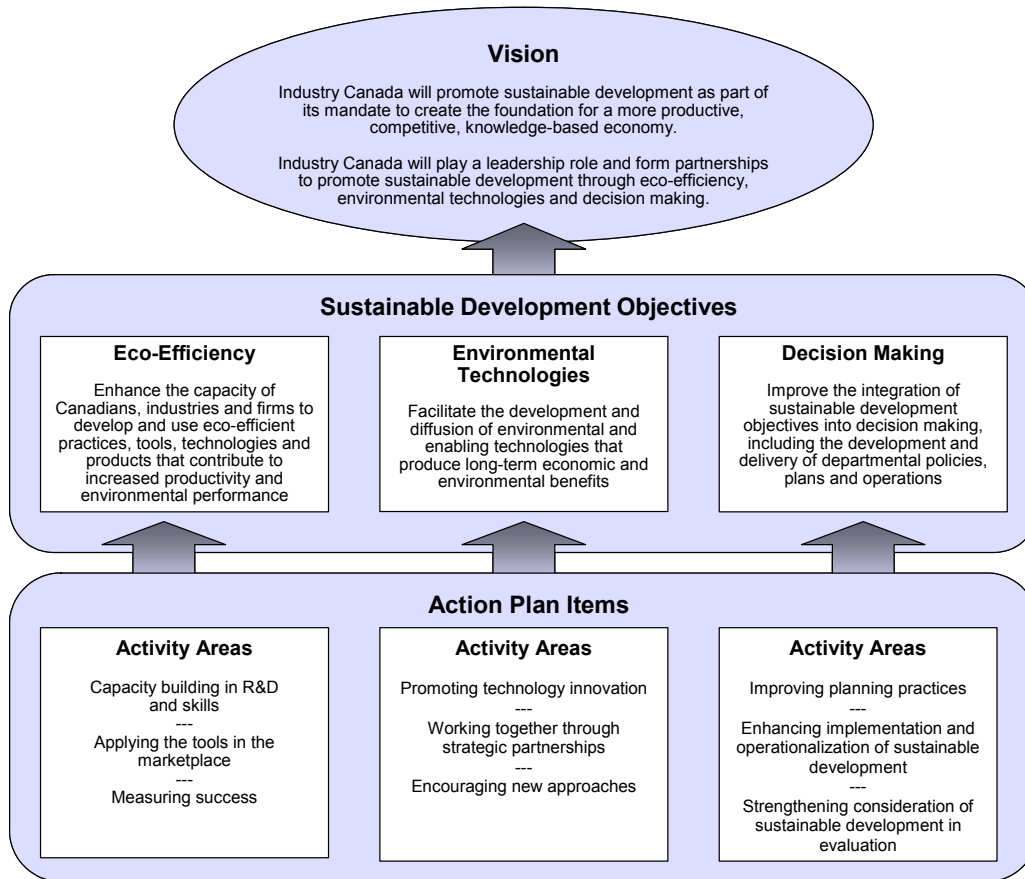 Vision
Industry Canada will promote sustainable development as part of
its mandate to create the foundation for a more productive,
competitive, knowledge-based economy.
Industry Canada will play a leadership role and form partnerships
to promote sustainable development through eco-efficiency,
environmental technologies and decision making.
Sustainable Development Objectives
Eco-Efficiency
Enhance the capacity of
Canadians, industries and firms to
develop and use eco-efficient
practices, tools, technologies and
products that contribute to
increased productivity and
environmental performance
Environmental
Technologies
Facilitate the development and
diffusion of environmental and
enabling technologies that
produce long-term economic and
environmental benefits
Decision Making
Improve the integration of
sustainable development
objectives into decision making,
including the development and
delivery of departmental policies,
plans and operations
Action Plan Items
Activity Areas
Capacity building in R&D
and skills
---
Applying the tools in the
marketplace
---
Measuring success
Activity Areas
Promoting technology innovation
---
Working together through
strategic partnerships
---
Encouraging new approaches
Activity Areas
Improving planning practices
---
Enhancing implementation and
operationalization of sustainable
development
---
Strengthening consideration of
sustainable development in
evaluation